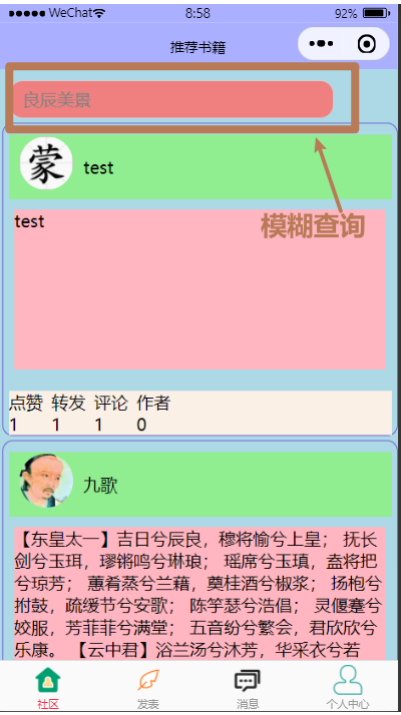 WeChat 8:58 92%
推荐书籍
良辰美景
蒙 test
test
模糊查询
点赞 转发 评论 作者
1 1 1 0
九歌
【东皇太一】吉日兮辰良，穆将愉兮上皇； 抚长
剑兮玉珥，璆锵鸣兮琳琅； 瑶席兮玉瑱，盍将把
兮琼芳； 蕙肴蒸兮兰藉，奠桂酒兮椒浆； 扬枹兮
拊鼓，疏缓节兮安歌； 陈竽瑟兮浩倡； 灵偃蹇兮
姣服，芳菲菲兮满堂； 五音纷兮繁会，君欣欣兮
乐康。 【云中君】浴兰汤兮沐芳，华采衣兮若
社区 发表 消息 个人中心